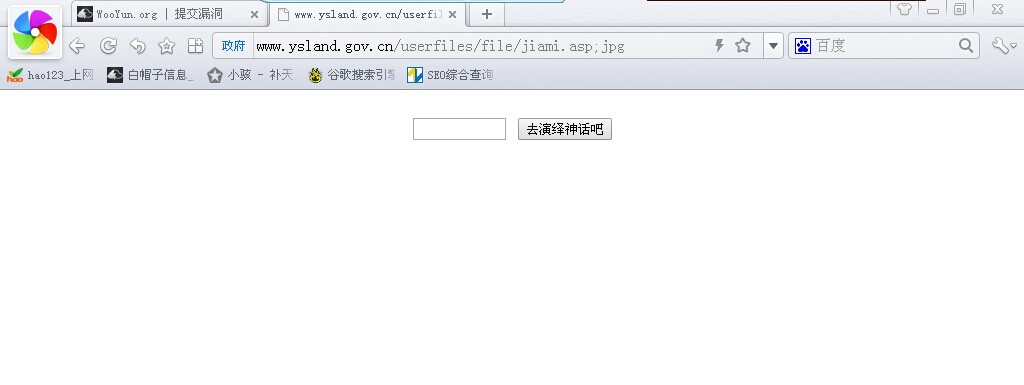 WooYun.org | 提交漏洞
www.ysland.gov.cn/userfil
政府 www.ysland.gov.cn/userfiles/file/jiami.asp;jpg
百度
hao123_上网
白帽子信息_
小孩 - 补天
谷歌搜索引擎
SEO综合查询
去演绎神话吧